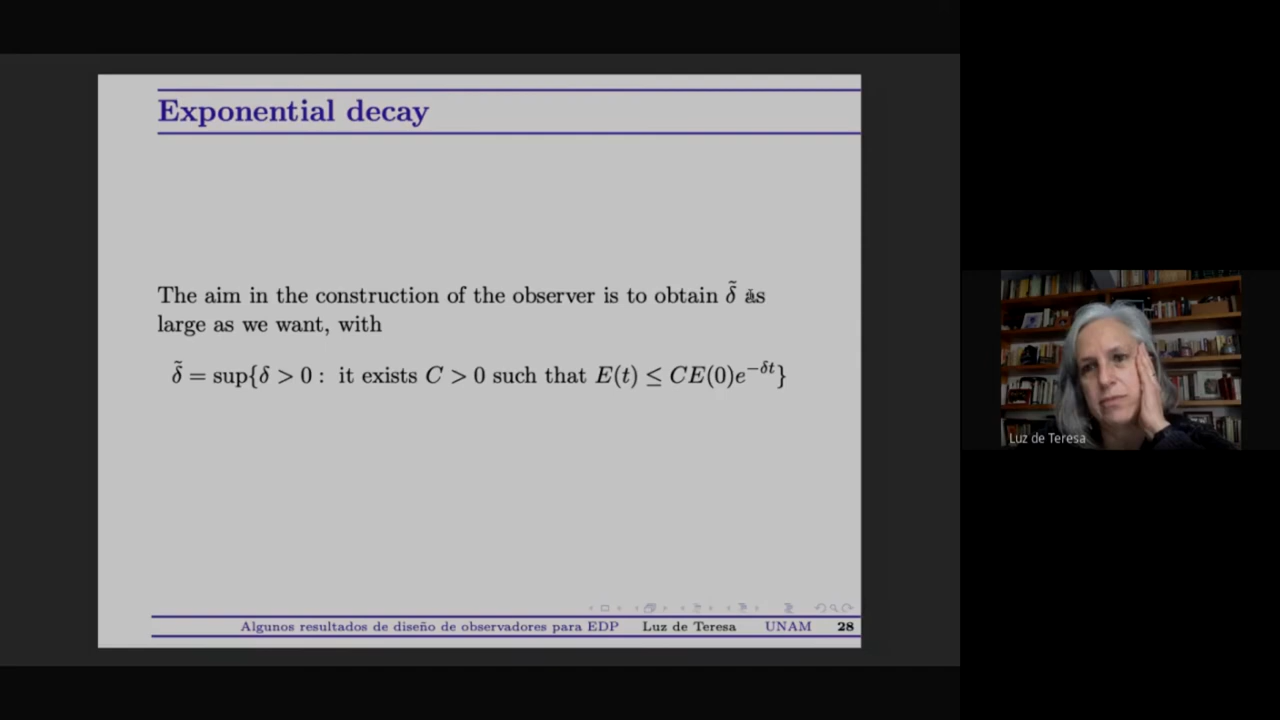 Exponential decay
The aim in the construction of the observer is to obtain δ̃ as
large as we want, with
δ̃ = sup{δ > 0 : it exists C > 0 such that E(t) ≤ CE(0)e^{−δt}}
Algunos resultados de diseño de observadores para EDP Luz de Teresa UNAM 28
Luz de Teresa